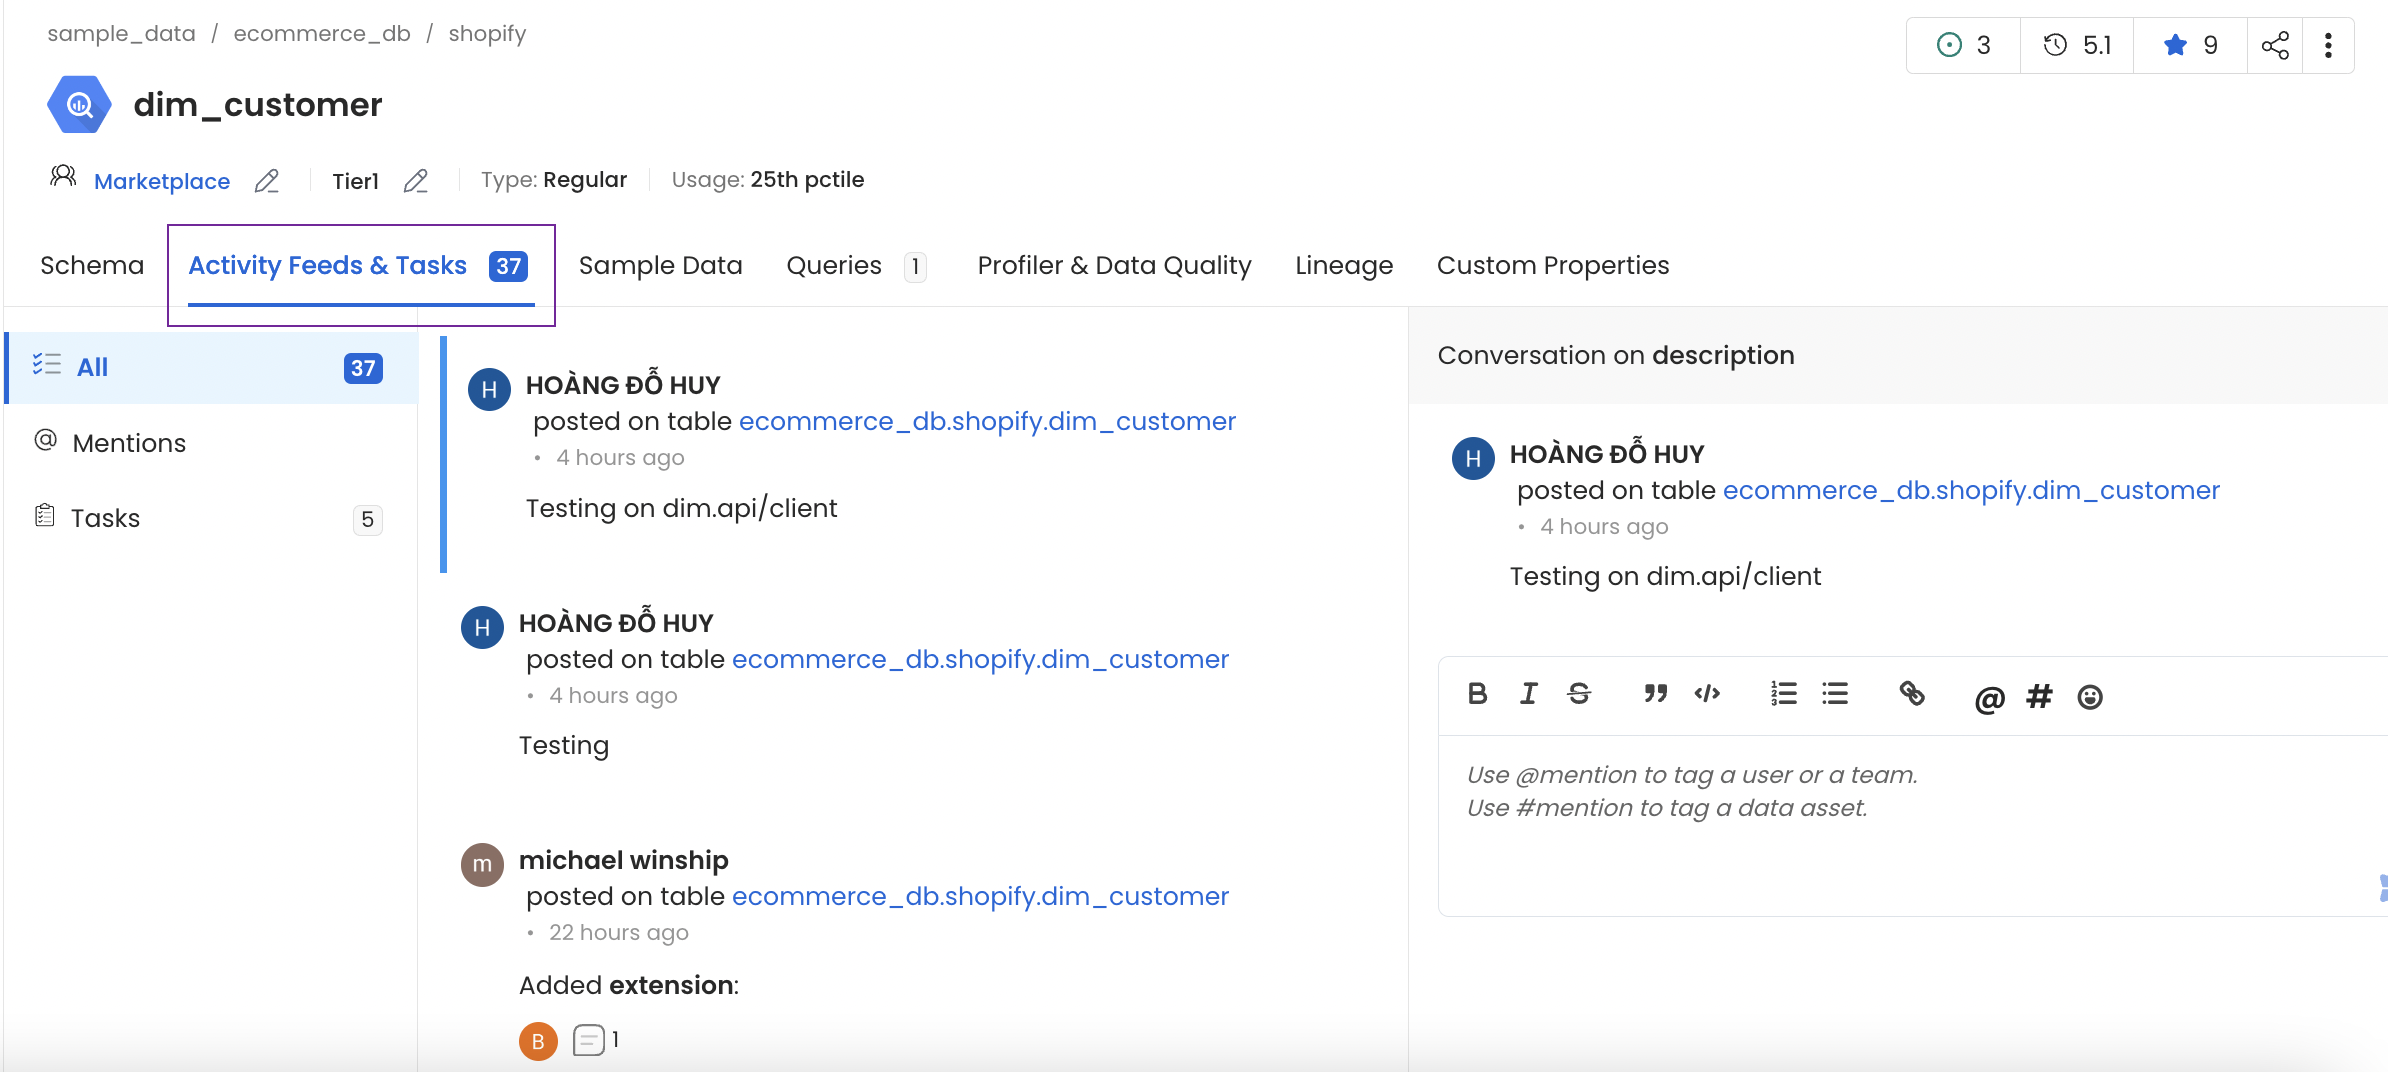 sample_data / ecommerce_db / shopify
3 5.1 9
dim_customer
Marketplace Tier1 Type: Regular Usage: 25th pctile
Schema Activity Feeds & Tasks 37 Sample Data Queries 1 Profiler & Data Quality Lineage Custom Properties
All 37
Mentions
Tasks 5
H HOÀNG ĐỖ HUY
posted on table ecommerce_db.shopify.dim_customer
• 4 hours ago
Testing on dim.api/client
H HOÀNG ĐỖ HUY
posted on table ecommerce_db.shopify.dim_customer
• 4 hours ago
Testing
m michael winship
posted on table ecommerce_db.shopify.dim_customer
• 22 hours ago
Added extension:
B 1
Conversation on description
H HOÀNG ĐỖ HUY
posted on table ecommerce_db.shopify.dim_customer
• 4 hours ago
Testing on dim.api/client
B I S @ #
Use @mention to tag a user or a team.
Use #mention to tag a data asset.